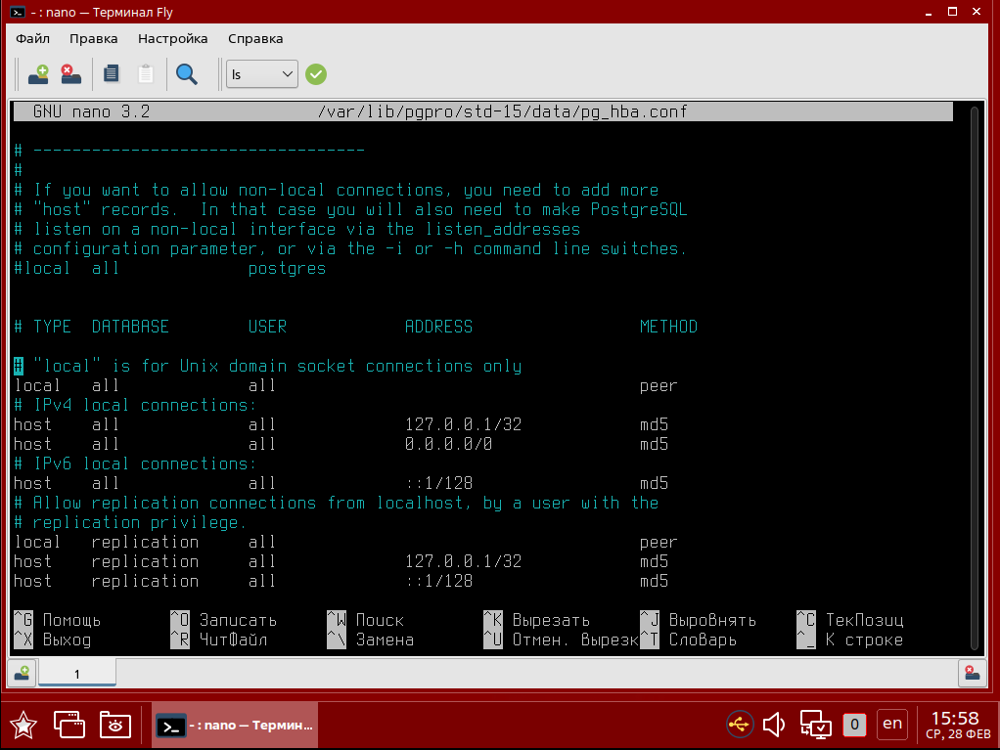 - : nano — Терминал Fly
Файл Правка Настройка Справка
ls
GNU nano 3.2 /var/lib/pgpro/std-15/data/pg_hba.conf
# ----------------------------------
#
# If you want to allow non-local connections, you need to add more
# "host" records.  In that case you will also need to make PostgreSQL
# listen on a non-local interface via the listen_addresses
# configuration parameter, or via the -i or -h command line switches.
#local  all             postgres
# TYPE  DATABASE        USER            ADDRESS                 METHOD
# "local" is for Unix domain socket connections only
local   all             all                                     peer
# IPv4 local connections:
host    all             all             127.0.0.1/32            md5
host    all             all             0.0.0.0/0               md5
# IPv6 local connections:
host    all             all             ::1/128                 md5
# Allow replication connections from localhost, by a user with the
# replication privilege.
local   replication     all                                     peer
host    replication     all             127.0.0.1/32            md5
host    replication     all             ::1/128                 md5
^G Помощь ^O Записать ^W Поиск ^K Вырезать ^J Выровнять ^C ТекПозиц
^X Выход ^R ЧитФайл ^\ Замена ^U Отмен. Вырезк^T Словарь ^_ К строке
1
- : nano — Термин...
0
en
15:58
СР, 28 ФЕВ